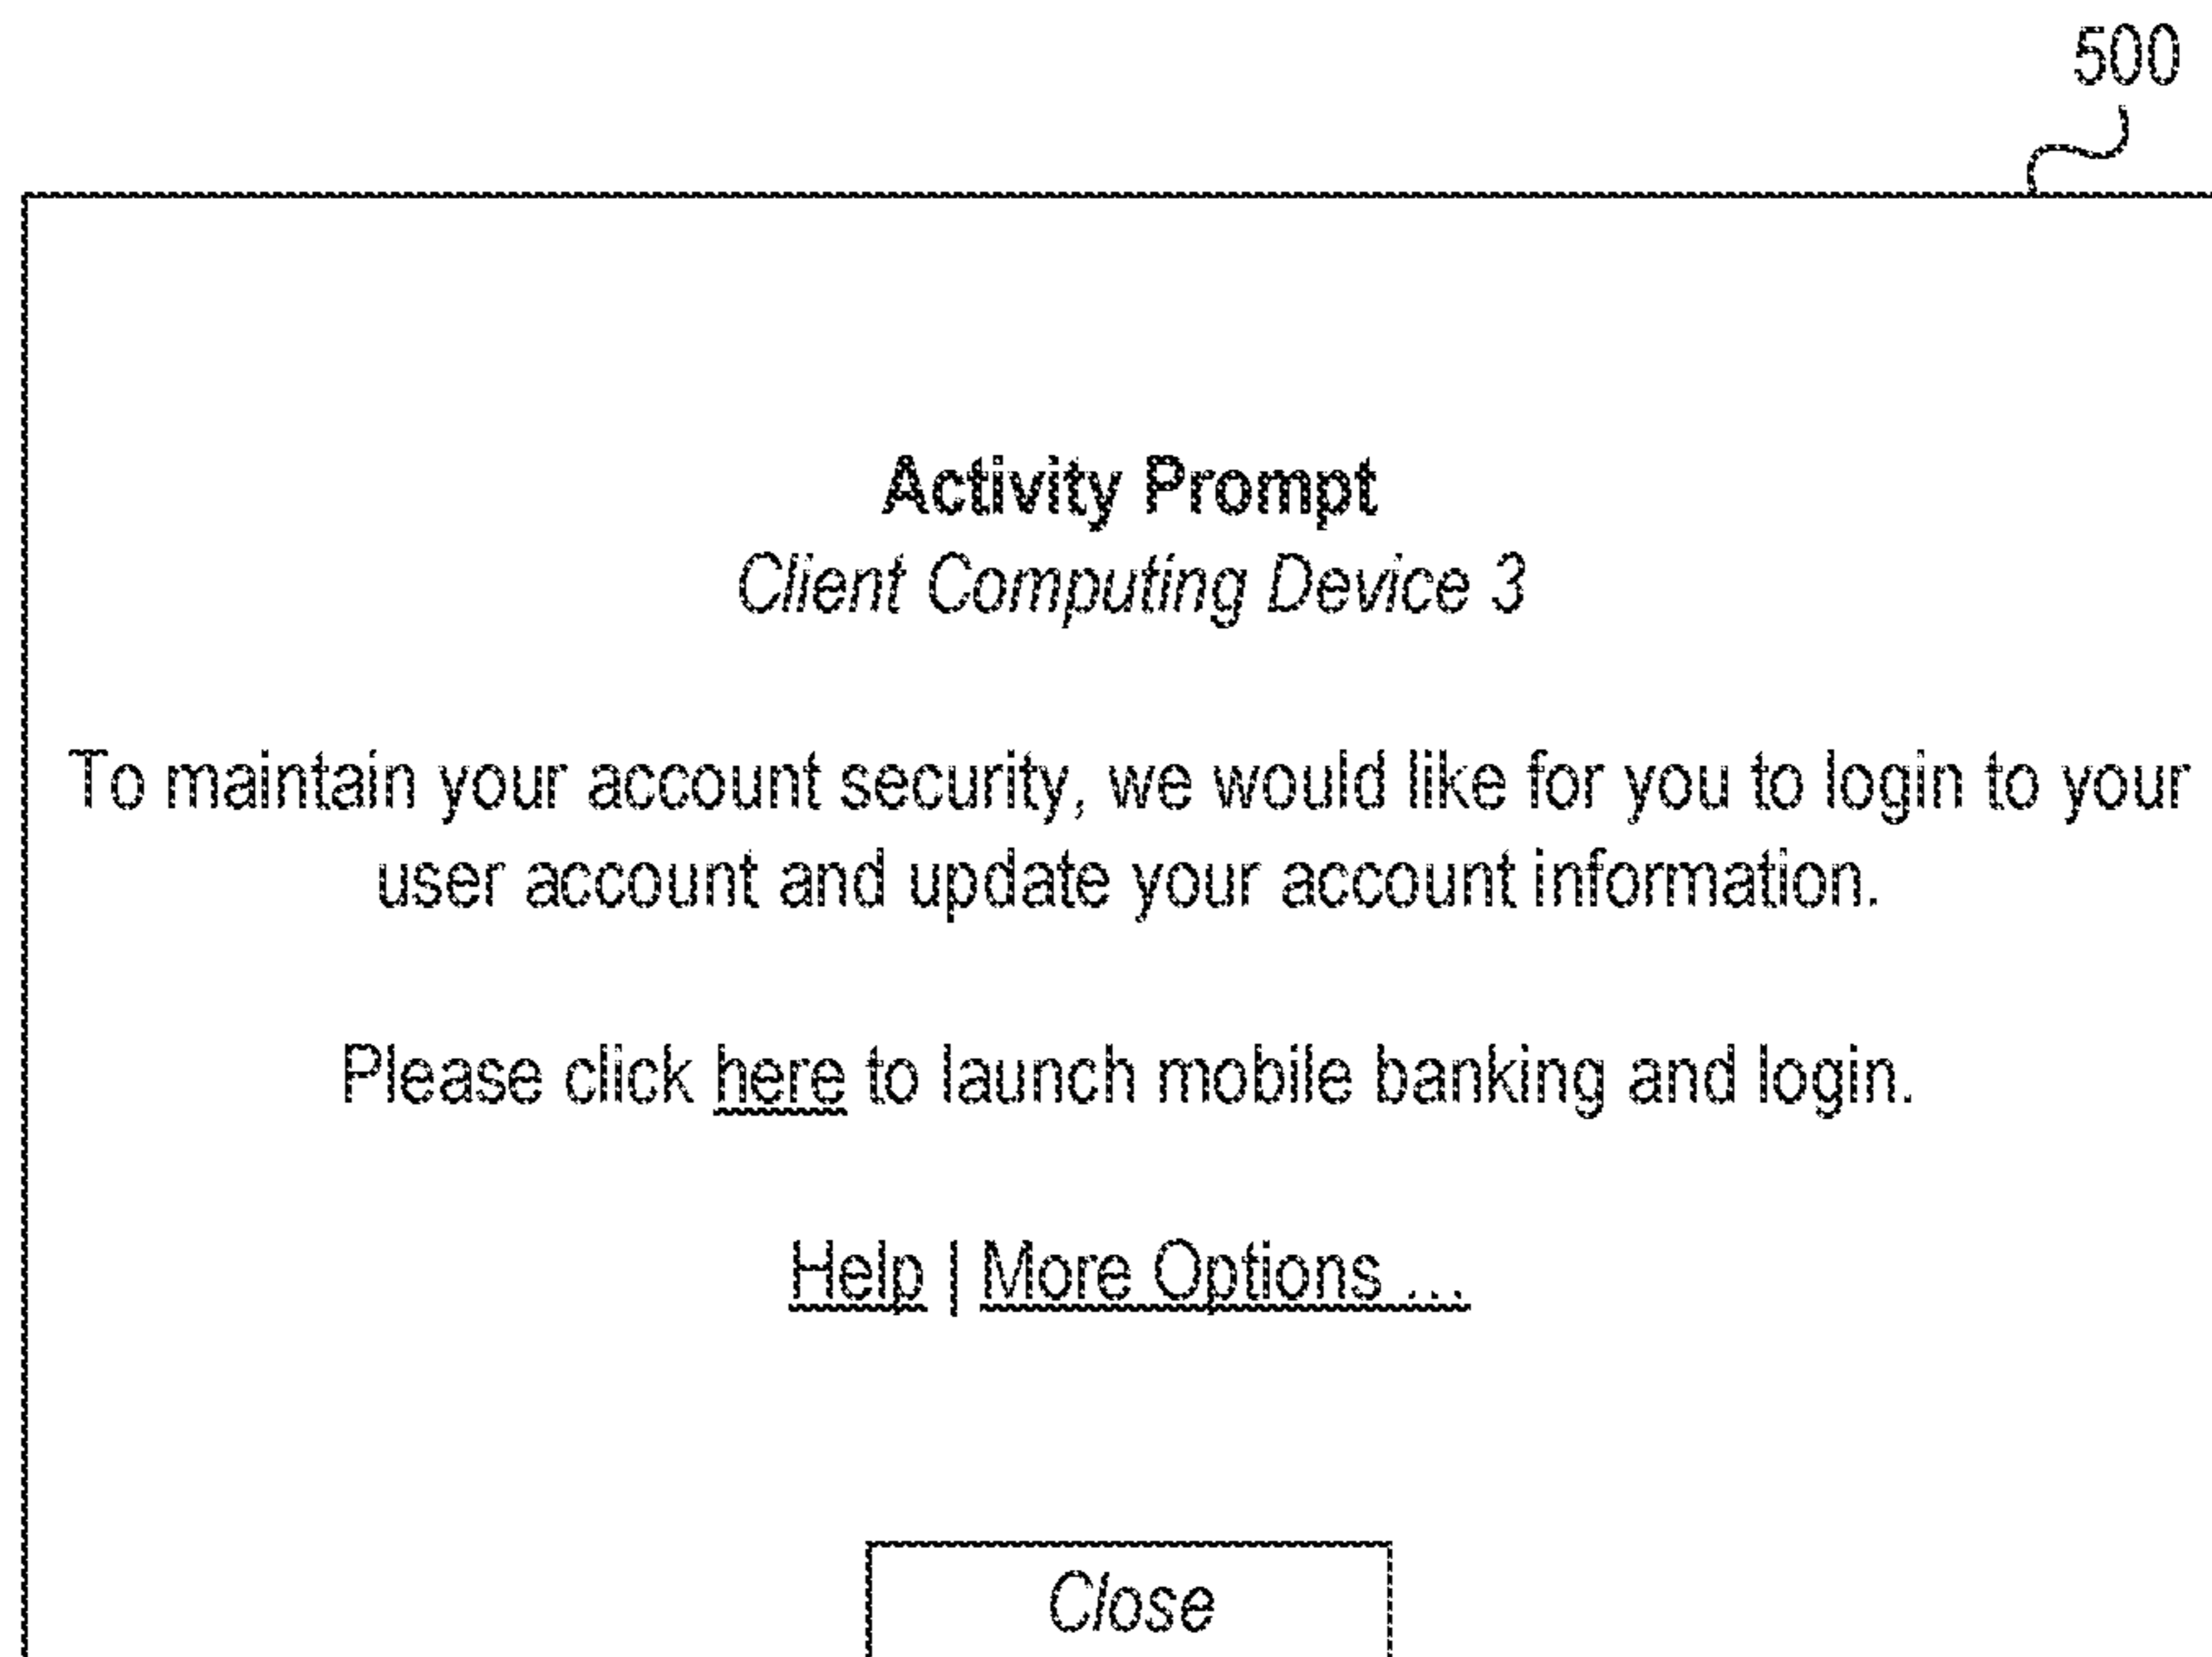 500
Activity Prompt
Client Computing Device 3
To maintain your account security, we would like for you to login to your
user account and update your account information.
Please click here to launch mobile banking and login.
Help | More Options ...
Close